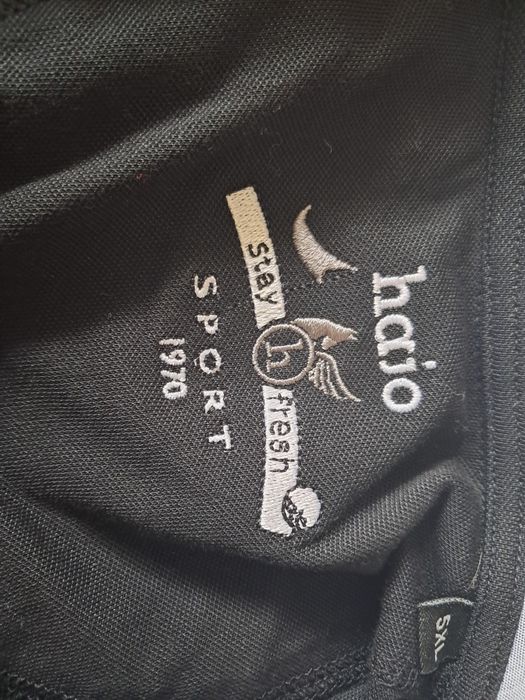 hajo
stay h fresh
SPORT
1970
5XL